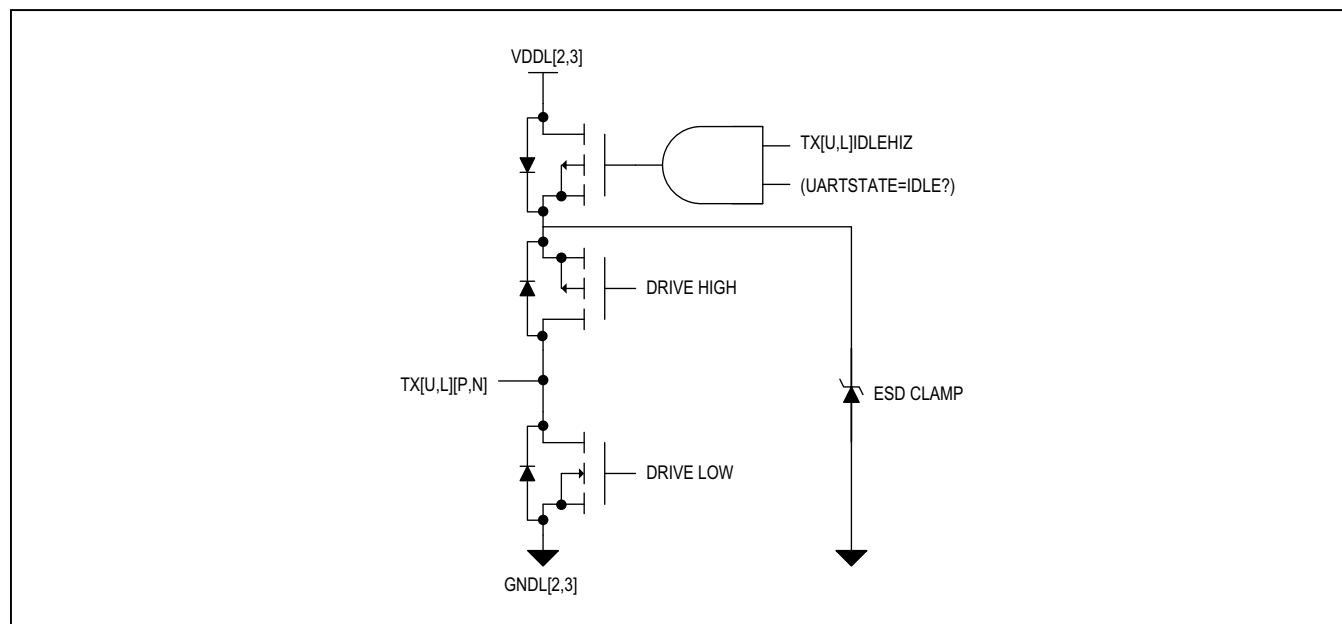 VDDL[2,3]
TX[U,L]IDLEHIZ
(UARTSTATE=IDLE?)
DRIVE HIGH
TX[U,L][P,N]
ESD CLAMP
DRIVE LOW
GNDL[2,3]